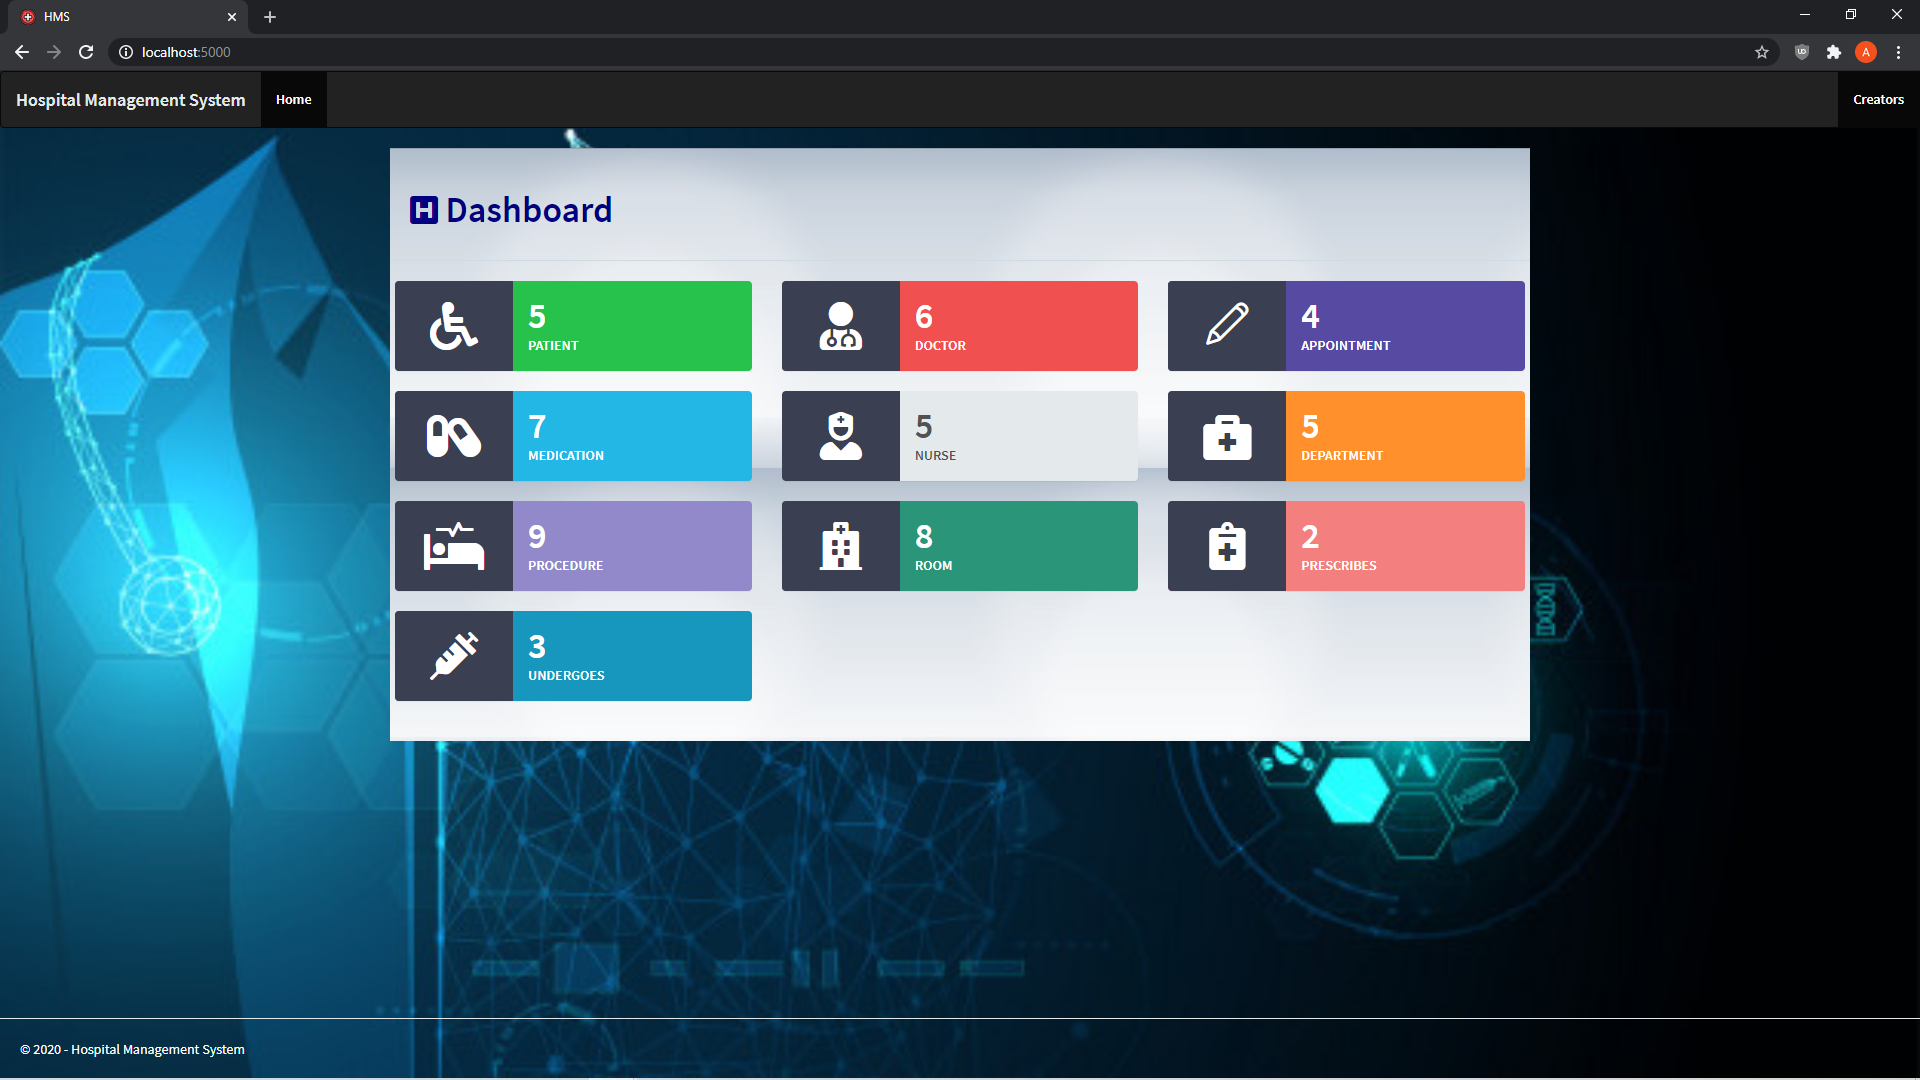 HMS
localhost:5000
A
Hospital Management System
Home
Creators
H Dashboard
5
PATIENT
6
DOCTOR
4
APPOINTMENT
7
MEDICATION
5
NURSE
5
DEPARTMENT
9
PROCEDURE
8
ROOM
2
PRESCRIBES
3
UNDERGOES
© 2020 - Hospital Management System